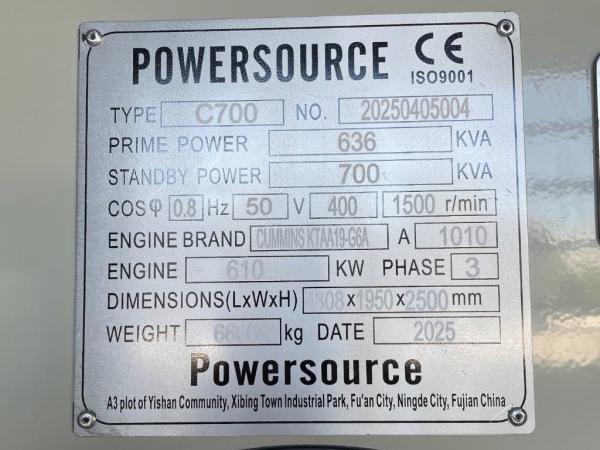 POWERSOURCE CE
ISO9001
TYPE C700 NO. 20250405004
PRIME POWER 636 KVA
STANDBY POWER 700 KVA
COSφ 0.8 Hz 50 V 400 1500 r/min
ENGINE BRAND CUMMINS KTAA19-G6A A 1010
ENGINE 610 KW PHASE 3
DIMENSIONS(LxWxH) x1950x2500 mm
WEIGHT kg DATE 2025
Powersource
A3 plot of Yishan Community, Xibing Town Industrial Park, Fu'an City, Ningde City, Fujian China